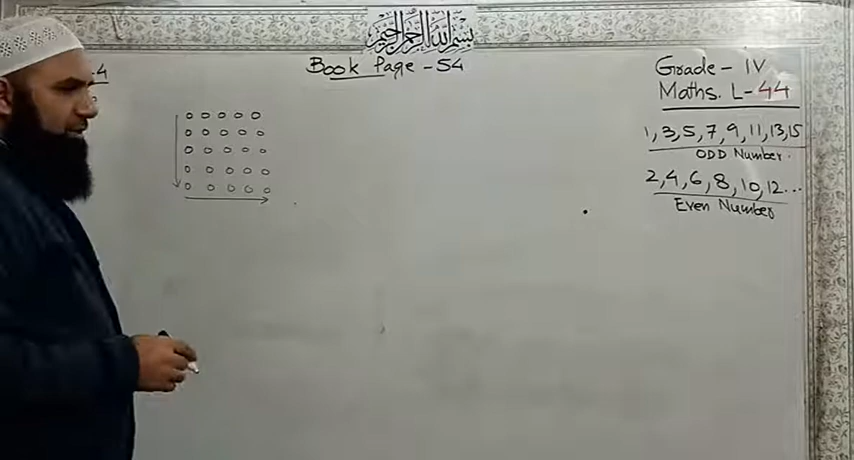 بسم الله الرحمن الرحيم
Book Page - 54
Grade - IV
Maths. L - 44
1, 3, 5, 7, 9, 11, 13, 15
ODD Number.
2, 4, 6, 8, 10, 12...
Even Number